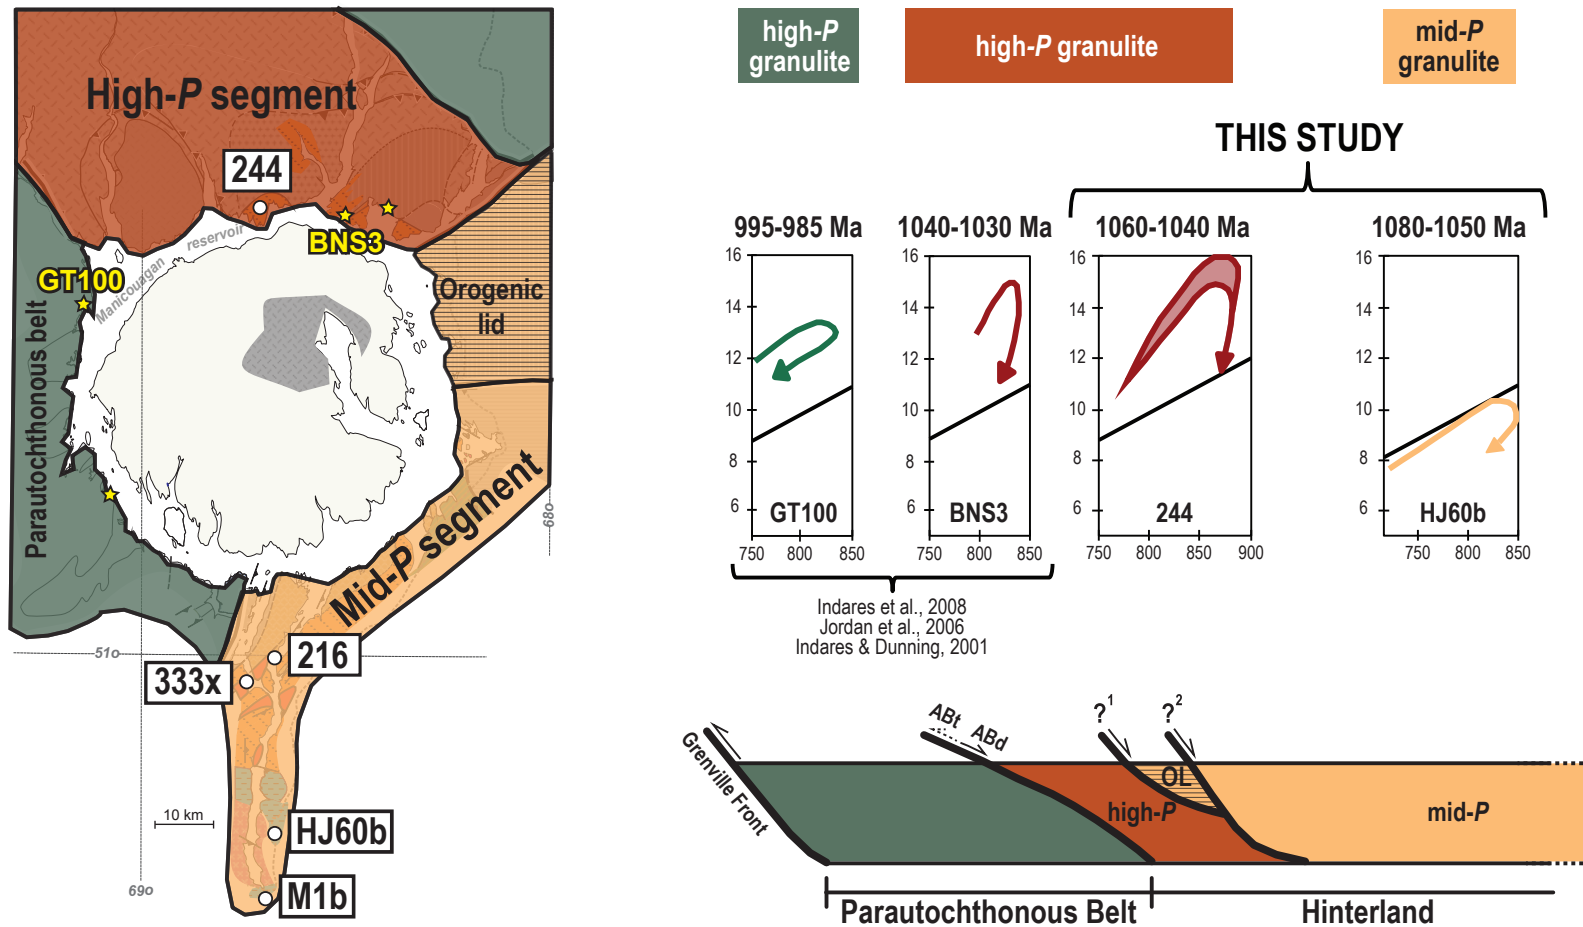 High-P segment
244
reservoir
BNS3
Manicouagan
GT100
Orogenic
lid
Parautochthonous belt
Mid-P segment
68o
51o
216
333x
10 km
HJ60b
69o
M1b
high-P
granulite
high-P granulite
mid-P
granulite
THIS STUDY
995-985 Ma
1040-1030 Ma
1060-1040 Ma
1080-1050 Ma
16
14
12
10
8
6
GT100
750
800
850
16
14
12
10
8
6
BNS3
750
800
850
16
14
12
10
8
6
244
750
800
850
900
16
14
12
10
8
6
HJ60b
750
800
850
Indares et al., 2008
Jordan et al., 2006
Indares & Dunning, 2001
Grenville Front
ABt
ABd
?1
?2
OL
high-P
mid-P
Parautochthonous Belt
Hinterland